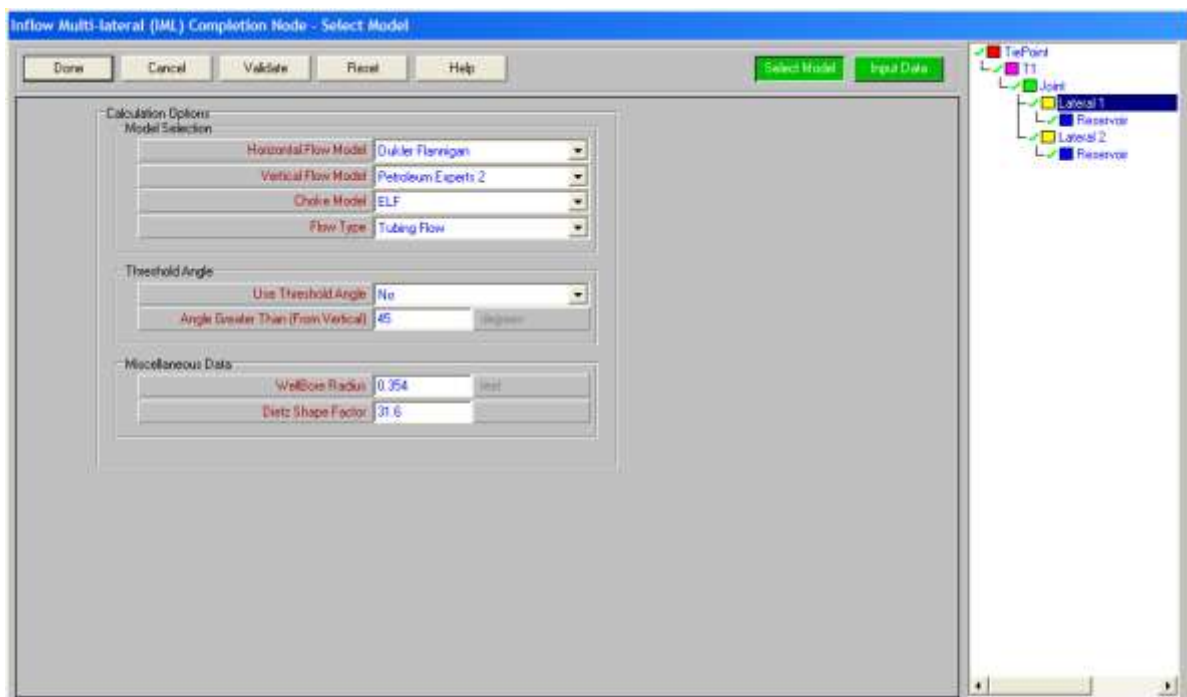 Inflow Multi-lateral (IML) Completion Node - Select Model
Done Cancel Validate Reset Help Select Model Input Data
Calculation Options
Model Selection
Horizontal Flow Model Dukler Flannigan
Vertical Flow Model Petroleum Experts 2
Choke Model ELF
Flow Type Tubing Flow
Threshold Angle
Use Threshold Angle No
Angle Greater Than (From Vertical) 45 degrees
Miscellaneous Data
WellBore Radius 0.354 feet
Dietz Shape Factor 31.6
TiePoint
T1
Joint
Lateral 1
Reservoir
Lateral 2
Reservoir